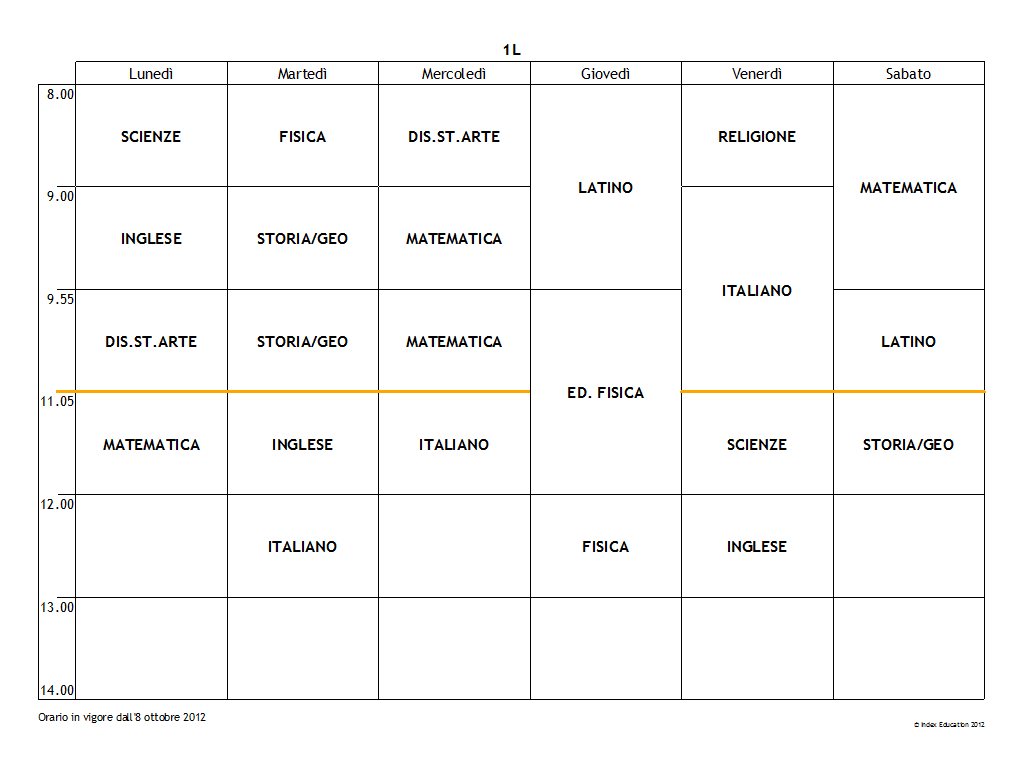 1L
Lunedì Martedì Mercoledì Giovedì Venerdì Sabato
8.00
SCIENZE FISICA DIS.ST.ARTE RELIGIONE
LATINO MATEMATICA
9.00
INGLESE STORIA/GEO MATEMATICA
ITALIANO
9.55
DIS.ST.ARTE STORIA/GEO MATEMATICA LATINO
ED. FISICA
11.05
MATEMATICA INGLESE ITALIANO SCIENZE STORIA/GEO
12.00
ITALIANO FISICA INGLESE
13.00
14.00
Orario in vigore dall'8 ottobre 2012
© Index Education 2012